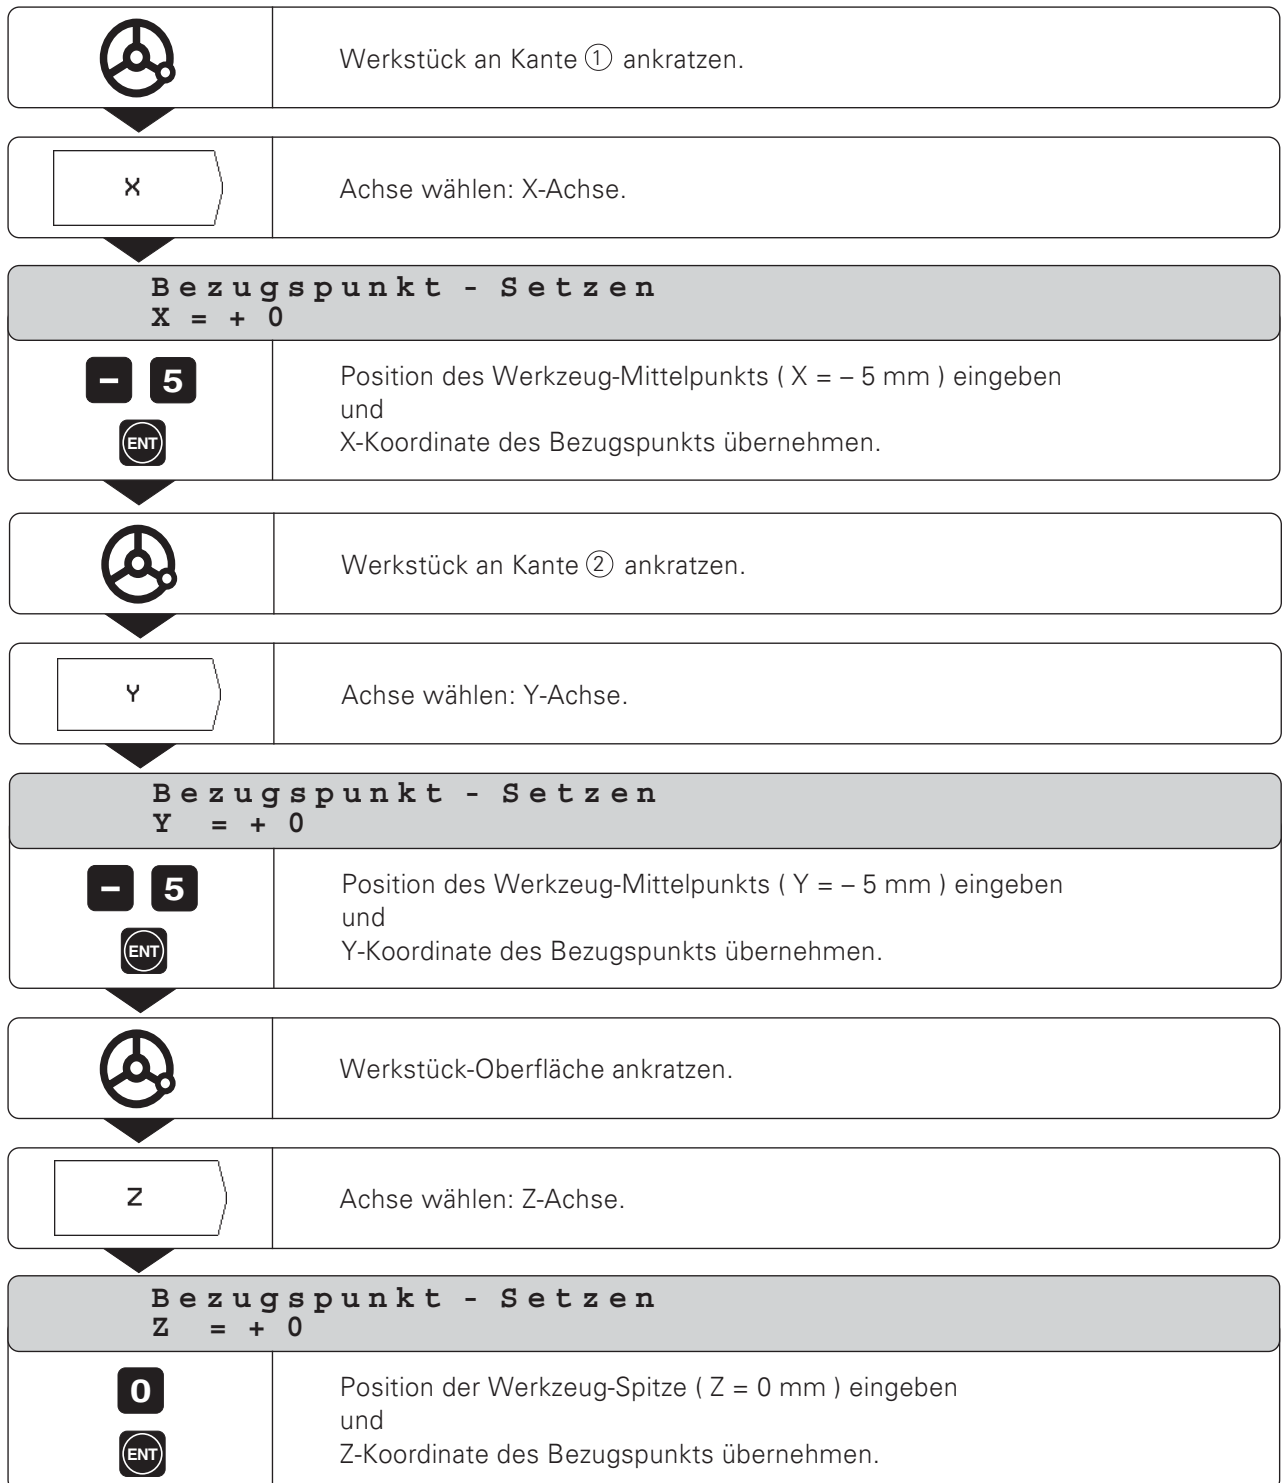 Werkstück an Kante ① ankratzen.
X
Achse wählen: X-Achse.
Bezugspunkt - Setzen
X = + 0
- 5
Position des Werkzeug-Mittelpunkts ( X = – 5 mm ) eingeben
und
ENT
X-Koordinate des Bezugspunkts übernehmen.
Werkstück an Kante ② ankratzen.
Y
Achse wählen: Y-Achse.
Bezugspunkt - Setzen
Y = + 0
- 5
Position des Werkzeug-Mittelpunkts ( Y = – 5 mm ) eingeben
und
ENT
Y-Koordinate des Bezugspunkts übernehmen.
Werkstück-Oberfläche ankratzen.
Z
Achse wählen: Z-Achse.
Bezugspunkt - Setzen
Z = + 0
0
Position der Werkzeug-Spitze ( Z = 0 mm ) eingeben
und
ENT
Z-Koordinate des Bezugspunkts übernehmen.